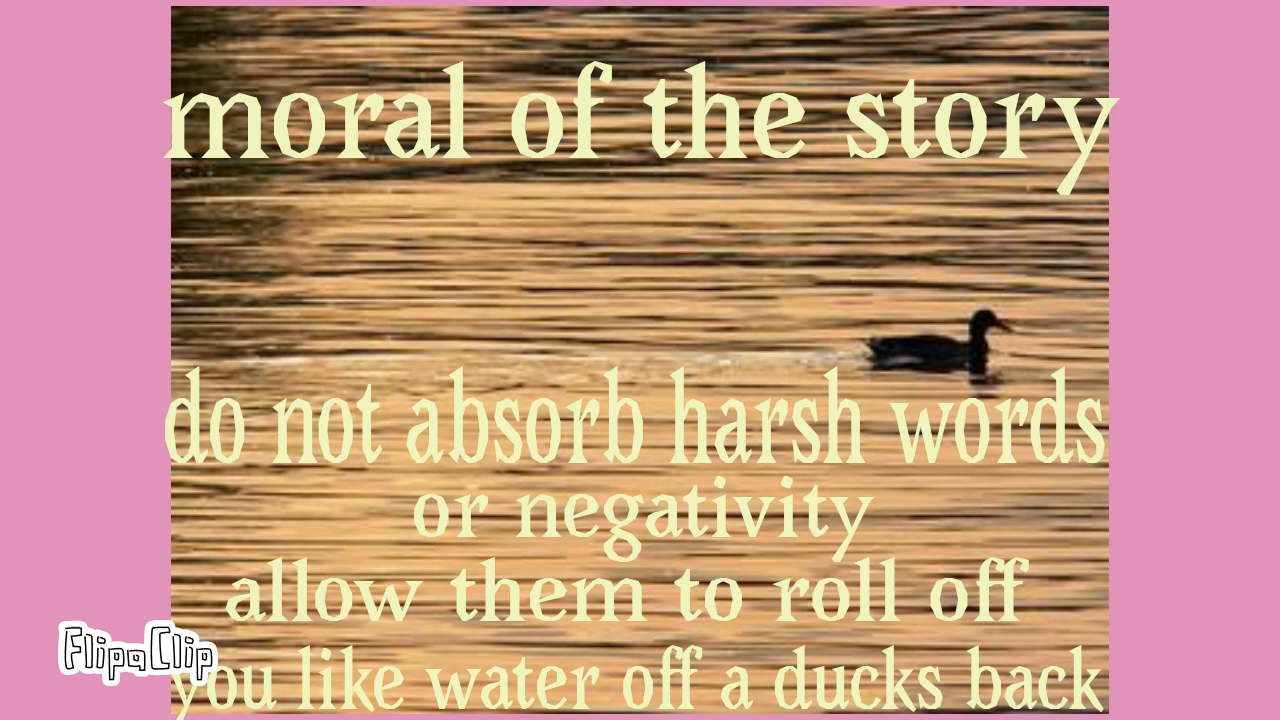 moral of the story
do not absorb harsh words
or negativity
allow them to roll off
you like water off a ducks back
FlipaClip